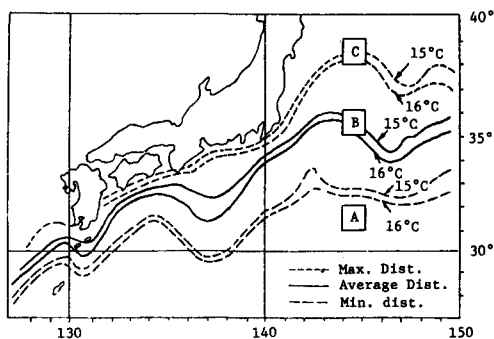 40°
C
15°C
16°C
B
15°C
35°
16°C
15°C
A
16°C
30°
Max. Dist.
Average Dist.
Min. dist.
130
140
150